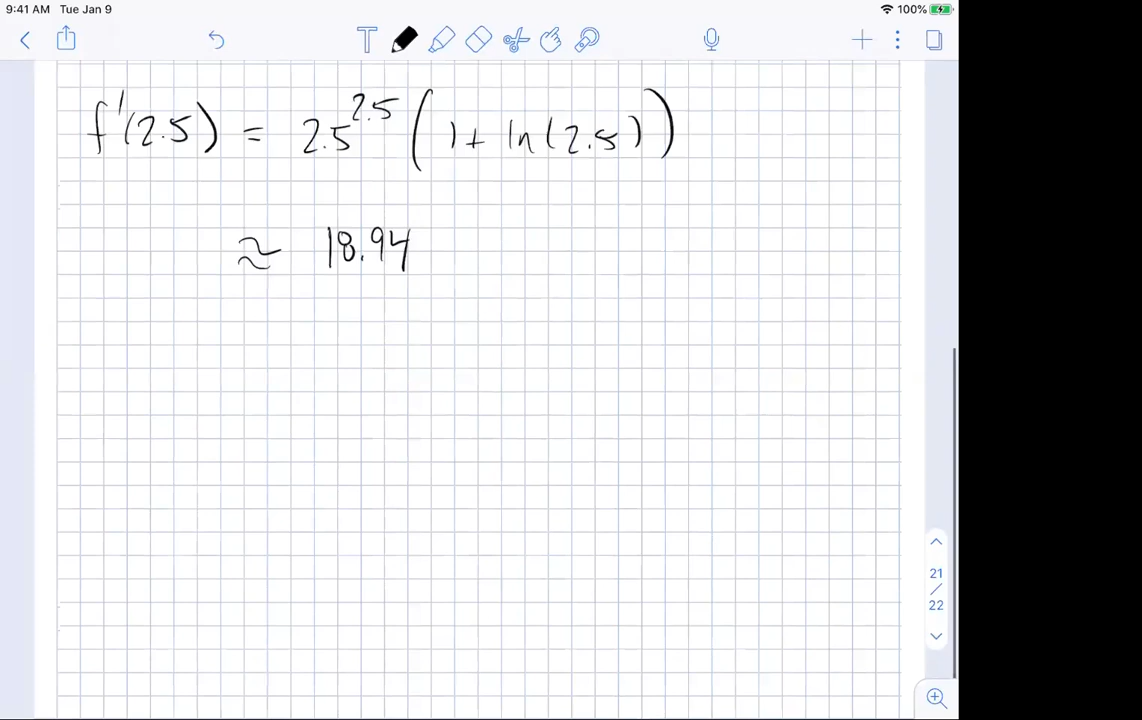 9:41 AM Tue Jan 9 100%
T
f'(2.5) = 2.5^2.5 (1 + ln(2.5))
≈ 18.94
21
/
22